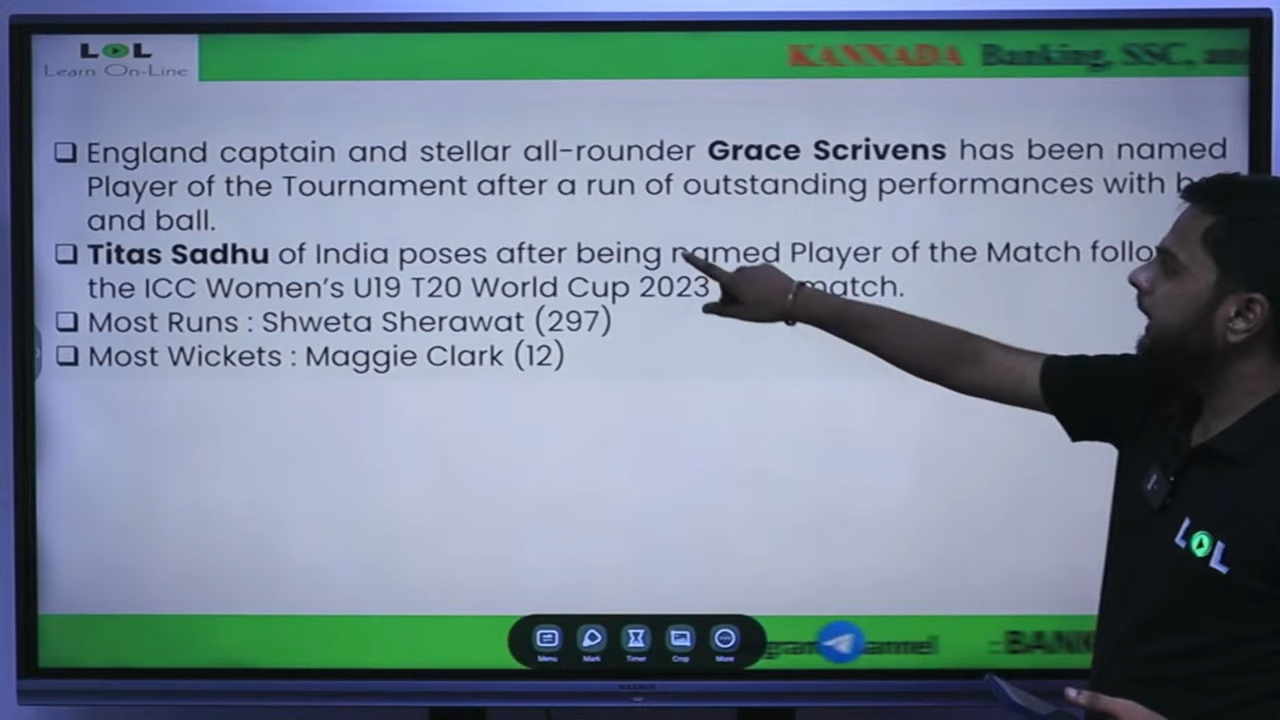 LOL
Learn On-Line
KANNADA Banking, SSC,
England captain and stellar all-rounder Grace Scrivens has been named
Player of the Tournament after a run of outstanding performances with
and ball.
Titas Sadhu of India poses after being named Player of the Match
the ICC Women's U19 T20 World Cup 2023 match.
Most Runs : Shweta Sherawat (297)
Most Wickets : Maggie Clark (12)
Menu Mark Timer Crop More
LOL